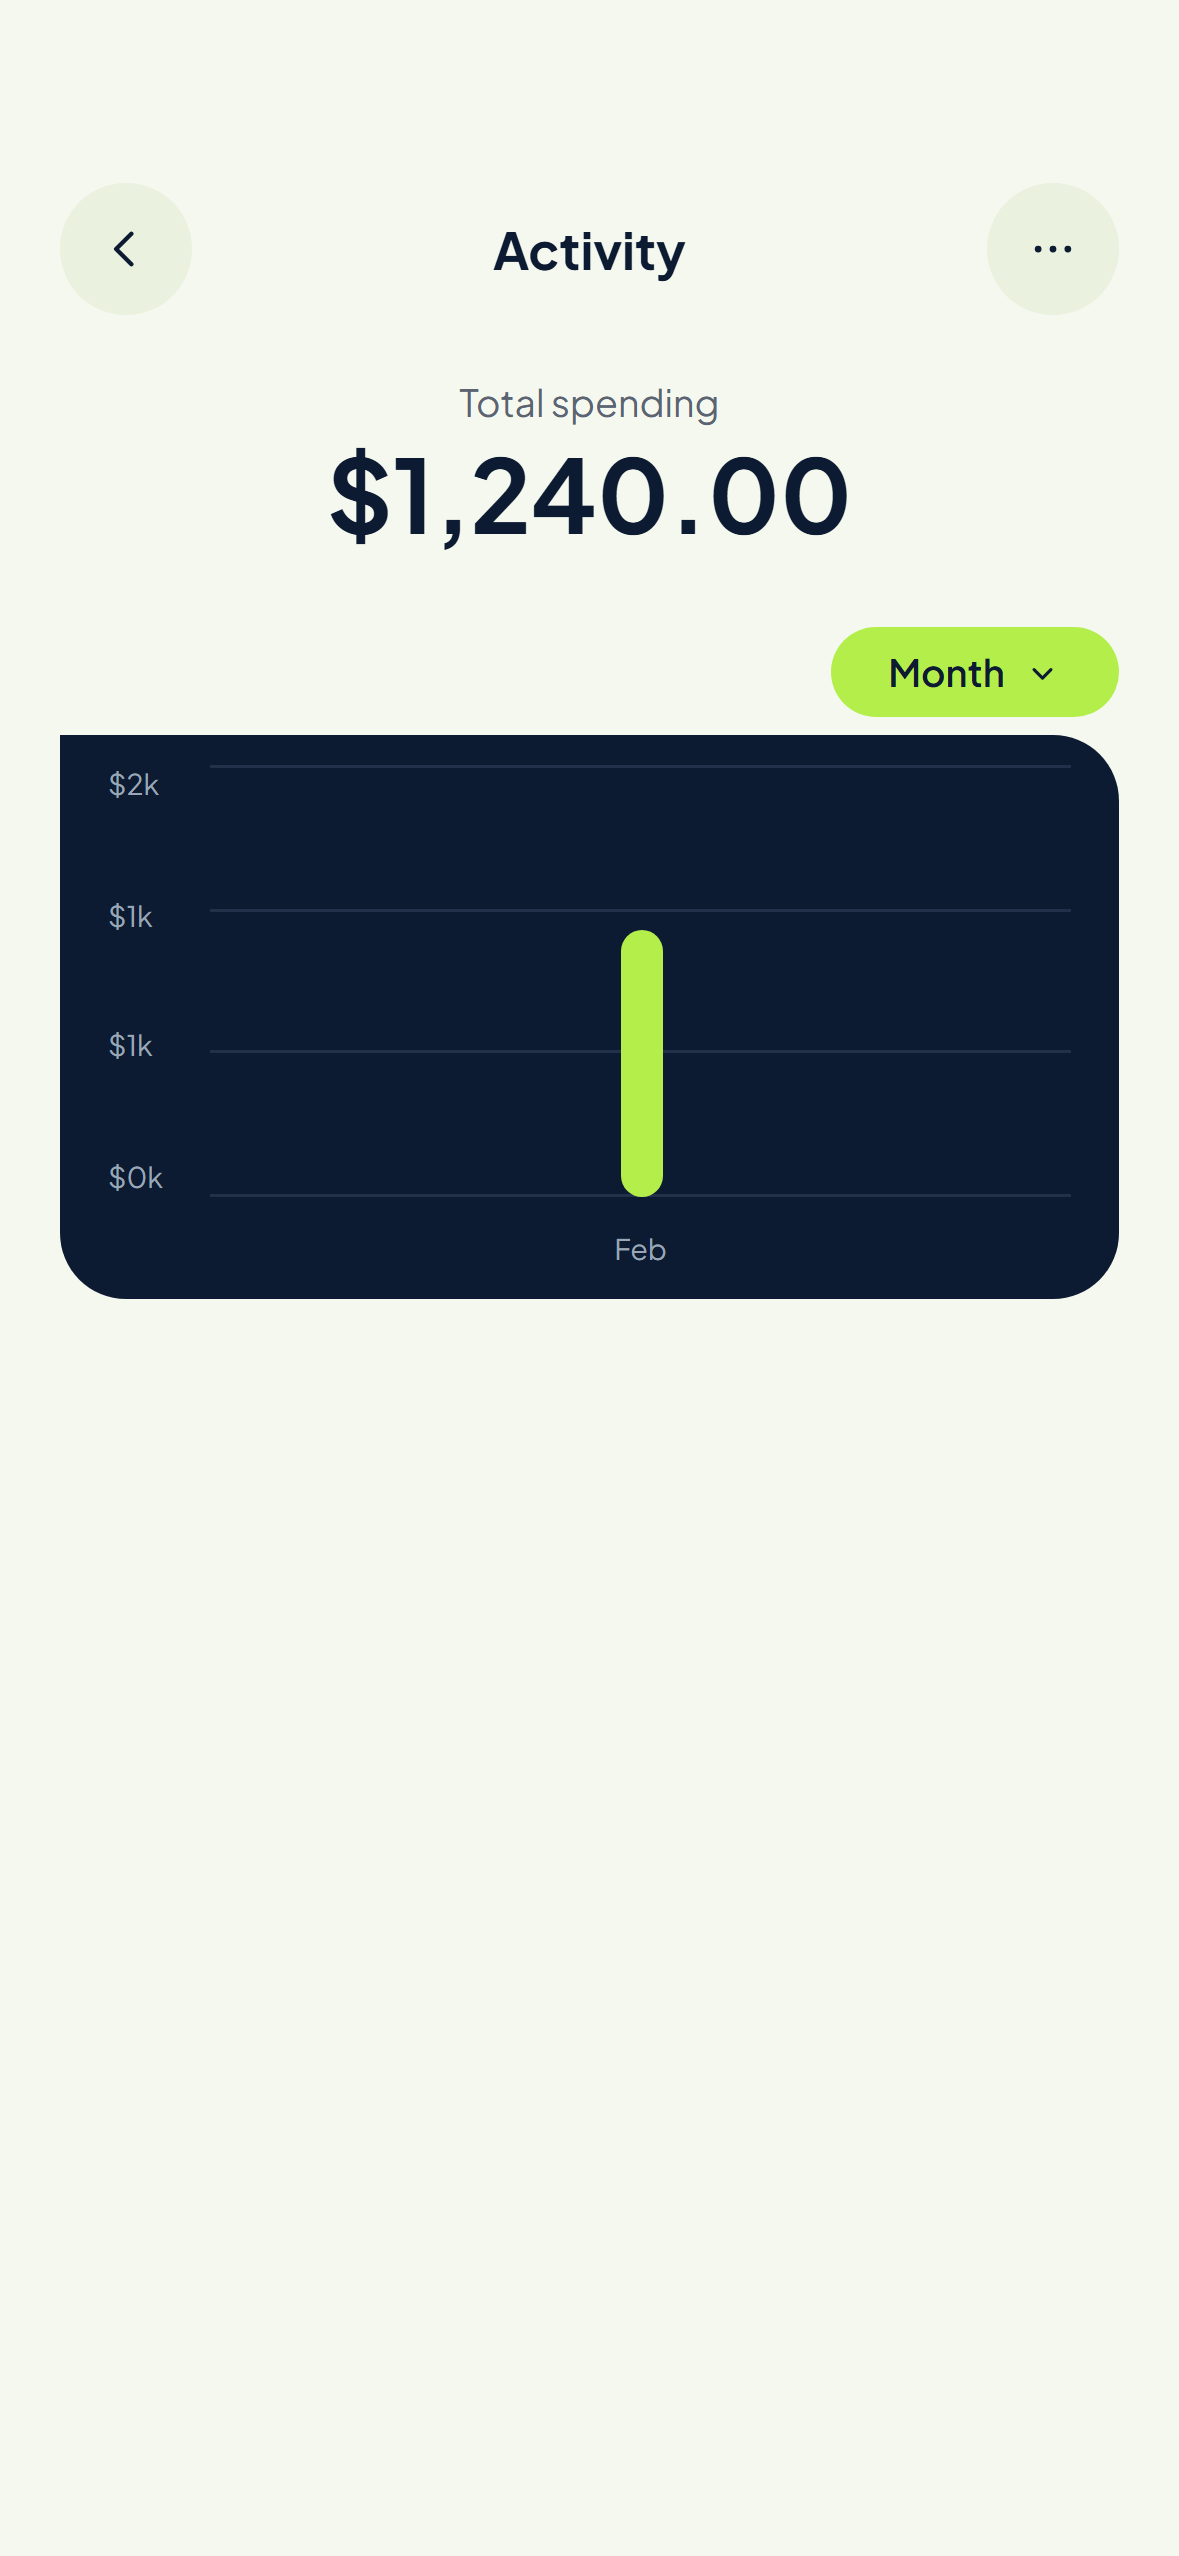 Activity
Total spending
$1,240.00
Month
$2k
$1k
$1k
$0k
Feb